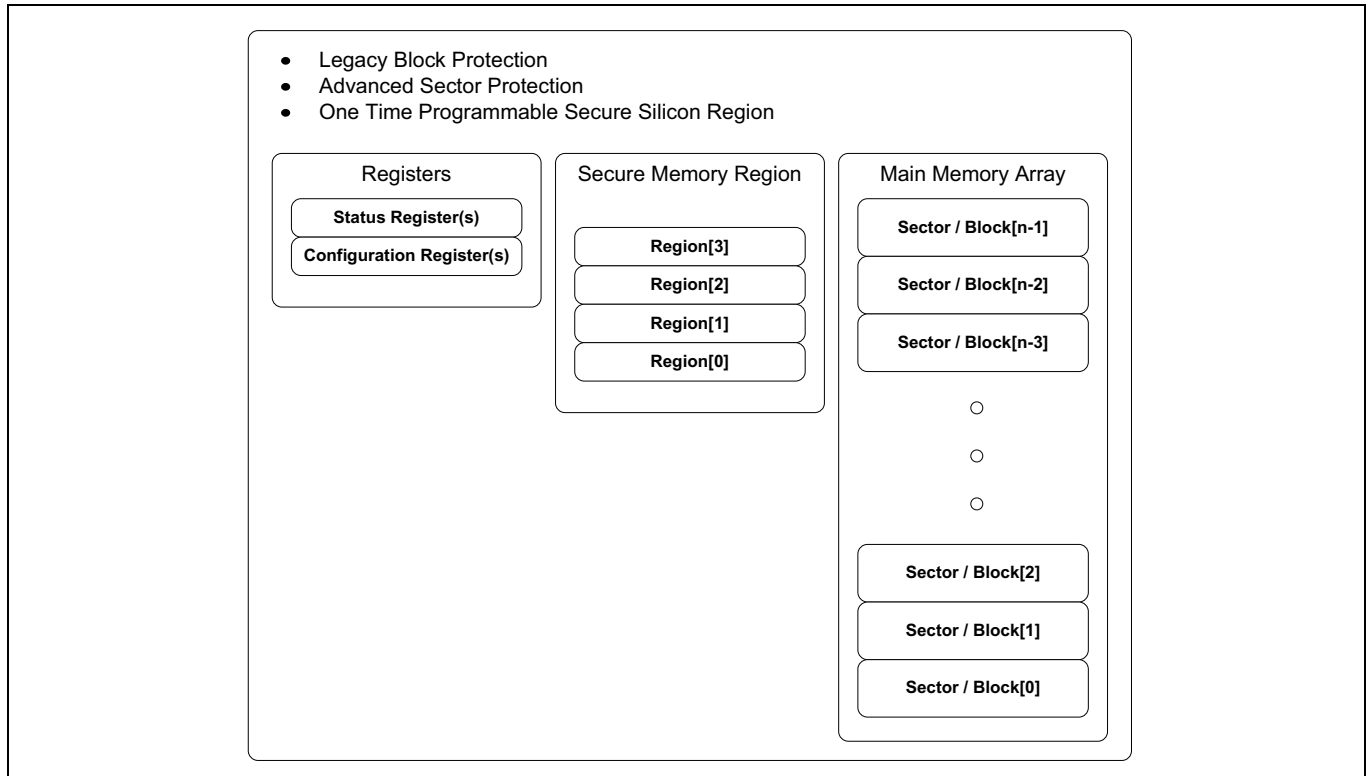 • Legacy Block Protection
• Advanced Sector Protection
• One Time Programmable Secure Silicon Region
Registers
Status Register(s)
Configuration Register(s)
Secure Memory Region
Region[3]
Region[2]
Region[1]
Region[0]
Main Memory Array
Sector / Block[n-1]
Sector / Block[n-2]
Sector / Block[n-3]
Sector / Block[2]
Sector / Block[1]
Sector / Block[0]